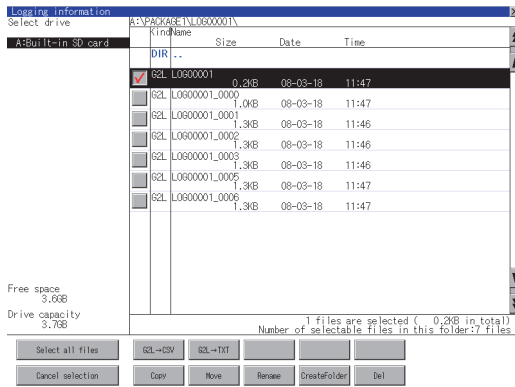 Logging information
Select drive
A:\PACKAGE1\LOG00001\
A:Built-in SD card
Kind Name
Size Date Time
DIR ..
G2L LOG00001
0.2KB 08-03-18 11:47
G2L LOG00001_0000
1.0KB 08-03-18 11:47
G2L LOG00001_0001
1.3KB 08-03-18 11:46
G2L LOG00001_0002
1.3KB 08-03-18 11:46
G2L LOG00001_0003
1.3KB 08-03-18 11:46
G2L LOG00001_0005
1.3KB 08-03-18 11:47
G2L LOG00001_0006
1.3KB 08-03-18 11:47
Free space
3.6GB
Drive capacity
3.7GB
1 files are selected ( 0.2KB in total)
Number of selectable files in this folder:7 files
Select all files
G2L→CSV
G2L→TXT
Cancel selection
Copy
Move
Rename
CreateFolder
Del